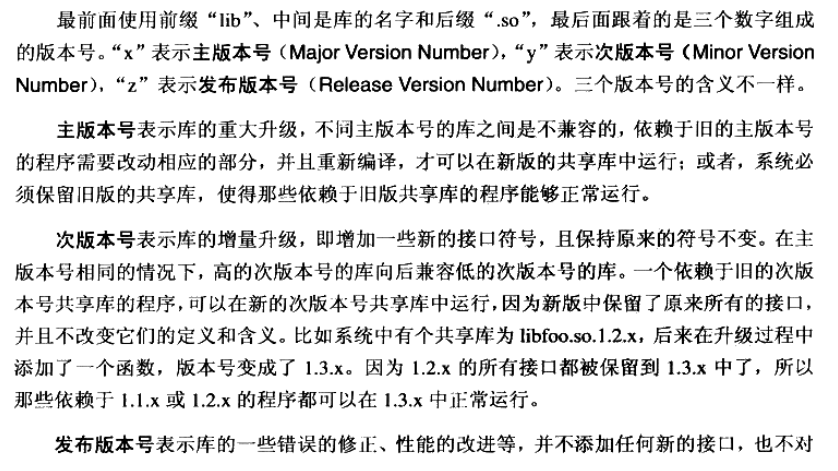 最前面使用前缀“lib”、中间是库的名字和后缀“.so”，最后面跟着的是三个数字组成
的版本号。“x”表示主版本号（Major Version Number），“y”表示次版本号（Minor Version
Number），“z”表示发布版本号（Release Version Number）。三个版本号的含义不一样。
主版本号表示库的重大升级，不同主版本号的库之间是不兼容的，依赖于旧的主版本号
的程序需要改动相应的部分，并且重新编译，才可以在新版的共享库中运行；或者，系统必
须保留旧版的共享库，使得那些依赖于旧版共享库的程序能够正常运行。
次版本号表示库的增量升级，即增加一些新的接口符号，且保持原来的符号不变。在主
版本号相同的情况下，高的次版本号的库向后兼容低的次版本号的库。一个依赖于旧的次版
本号共享库的程序，可以在新的次版本号共享库中运行，因为新版中保留了原来所有的接口，
并且不改变它们的定义和含义。比如系统中有个共享库为 libfoo.so.1.2.x，后来在升级过程中
添加了一个函数，版本号变成了 1.3.x。因为 1.2.x 的所有接口都被保留到 1.3.x 中了，所以
那些依赖于 1.1.x 或 1.2.x 的程序都可以在 1.3.x 中正常运行。
发布版本号表示库的一些错误的修正、性能的改进等，并不添加任何新的接口，也不对